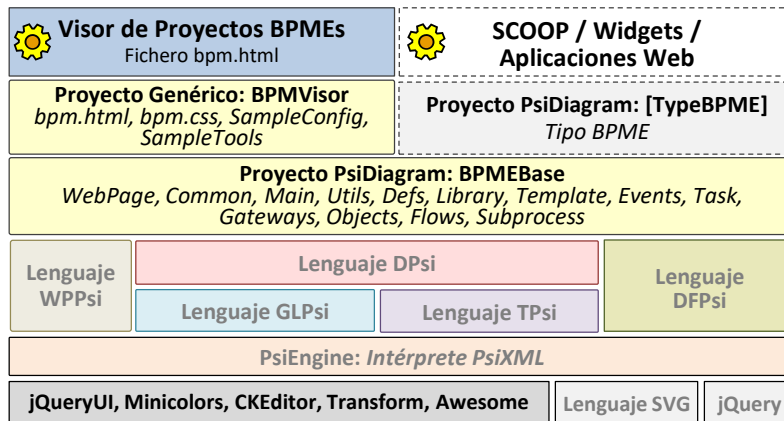 Visor de Proyectos BPMEs
Fichero bpm.html
SCOOP / Widgets /
Aplicaciones Web
Proyecto Genérico: BPMVisor
bpm.html, bpm.css, SampleConfig,
SampleTools
Proyecto PsiDiagram: [TypeBPME]
Tipo BPME
Proyecto PsiDiagram: BPMEBase
WebPage, Common, Main, Utils, Defs, Library, Template, Events, Task,
Gateways, Objects, Flows, Subprocess
Lenguaje
WPPsi
Lenguaje DPsi
Lenguaje GLPsi
Lenguaje TPsi
Lenguaje
DFPsi
PsiEngine: Intérprete PsiXML
jQueryUI, Minicolors, CKEditor, Transform, Awesome
Lenguaje SVG
jQuery